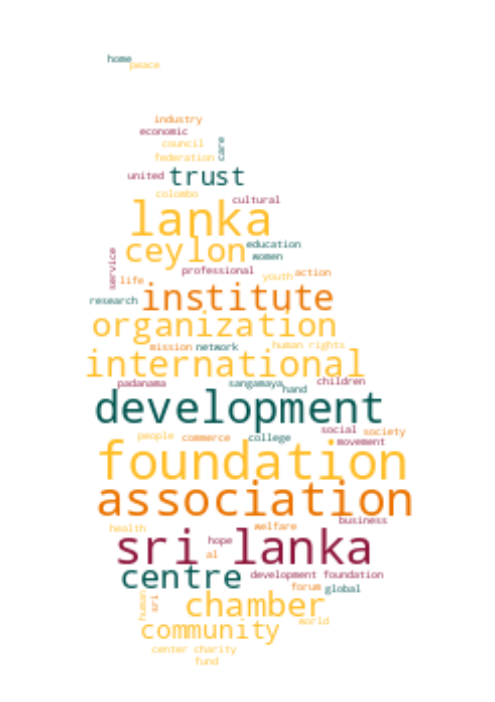 home
peace
industry
economic
council
care
federation
united trust
colombo
cultural
lanka
ceylon education
women
service
professional
life youth action
research institute
organization
mission network human rights
international
padanama sangamaya children
hand
development
social society
people commerce college movement
foundation
association
business
health welfare
sri lanka
hope
al
centre development foundation
forum global
human sri chamber
world
community
center charity
fund